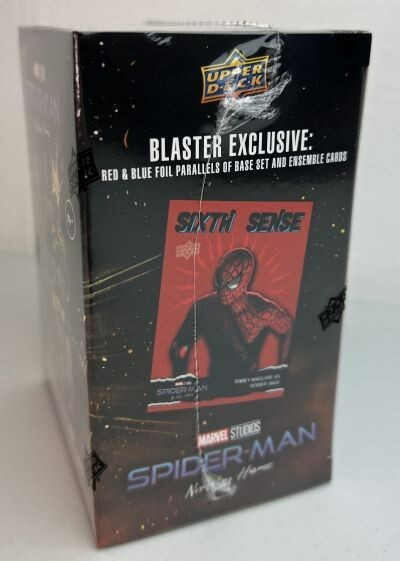 UPPER
D·E·C·K
BLASTER EXCLUSIVE:
RED & BLUE FOIL PARALLELS OF BASE SET AND ENSEMBLE CARDS
SIXTH SENSE
UPPER
DECK
SPIDER-MAN
TOBEY MAGUIRE AS
SPIDER-MAN
MARVEL STUDIOS
SPIDER-MAN
No Way Home